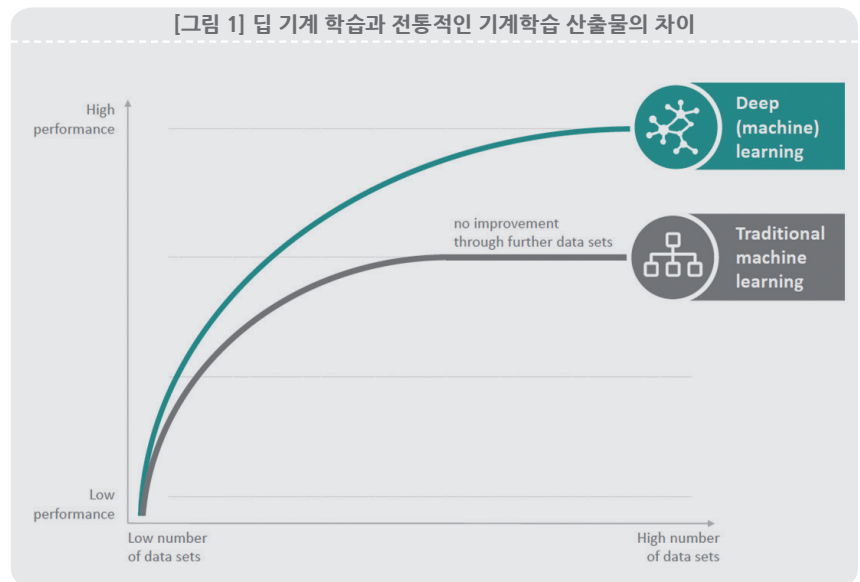 [그림 1] 딥 기계 학습과 전통적인 기계학습 산출물의 차이
High
performance
Deep
(machine)
learning
no improvement
through further data sets
Traditional
machine
learning
Low
performance
Low number
of data sets
High number
of data sets